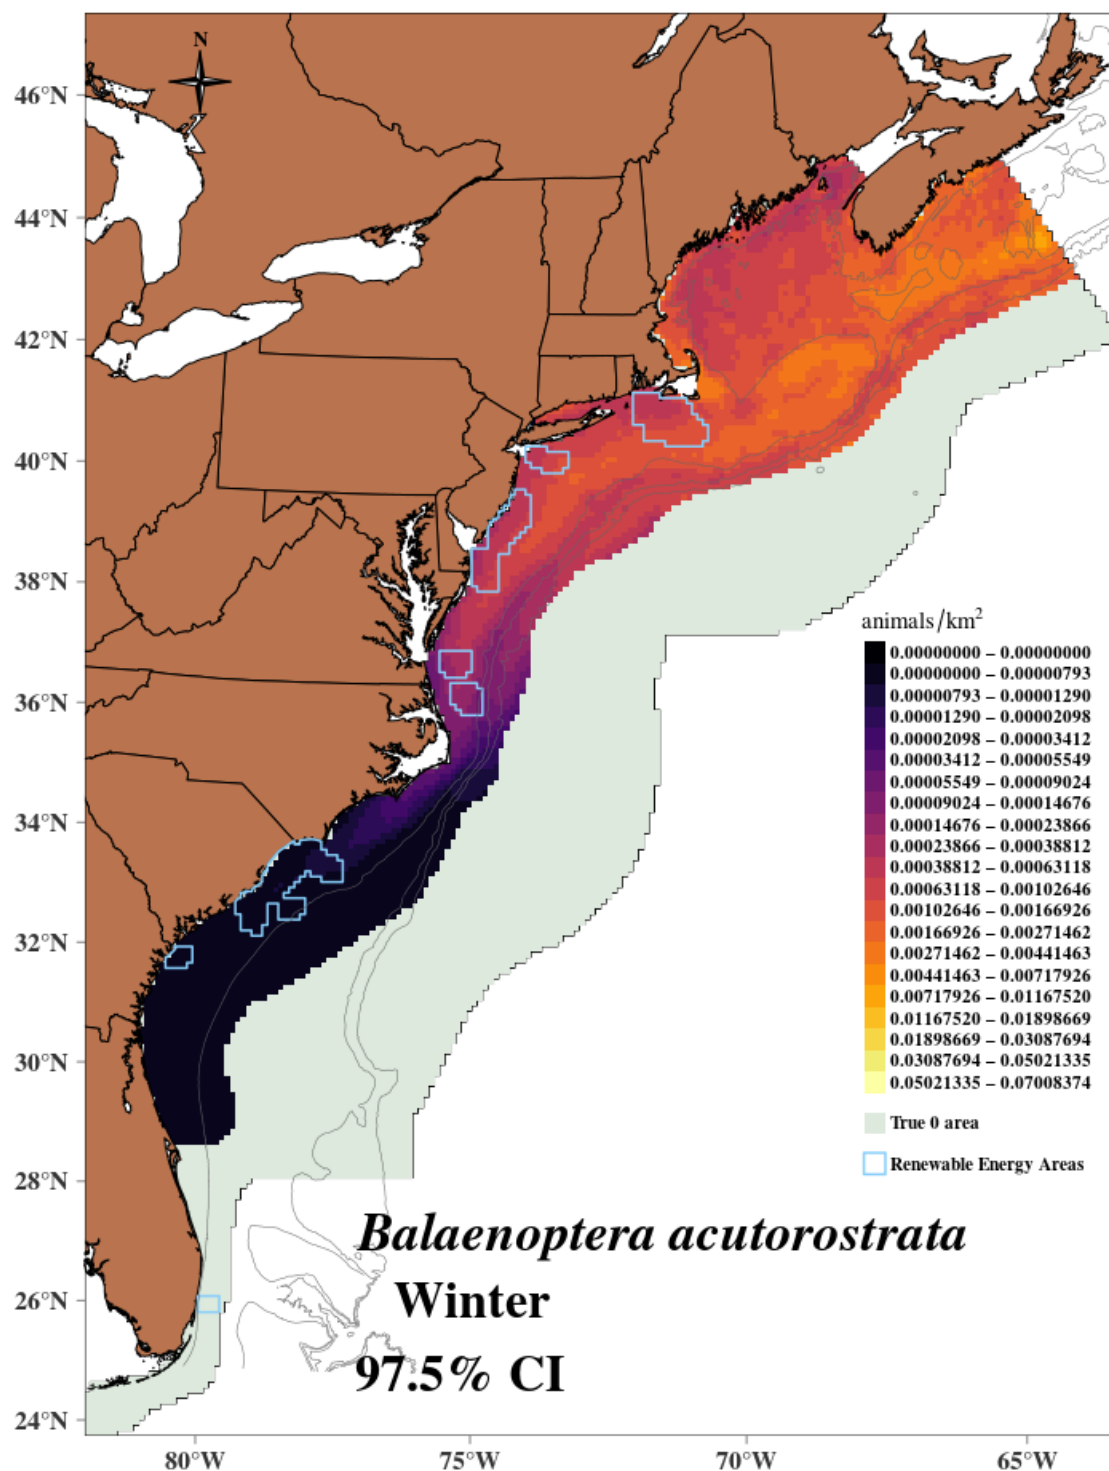 N
46°N
44°N
42°N
40°N
38°N
36°N
34°N
32°N
30°N
28°N
26°N
24°N
80°W
75°W
70°W
65°W
animals/km²
0.00000000 – 0.00000000
0.00000000 – 0.00000793
0.00000793 – 0.00001290
0.00001290 – 0.00002098
0.00002098 – 0.00003412
0.00003412 – 0.00005549
0.00005549 – 0.00009024
0.00009024 – 0.00014676
0.00014676 – 0.00023866
0.00023866 – 0.00038812
0.00038812 – 0.00063118
0.00063118 – 0.00102646
0.00102646 – 0.00166926
0.00166926 – 0.00271462
0.00271462 – 0.00441463
0.00441463 – 0.00717926
0.00717926 – 0.01167520
0.01167520 – 0.01898669
0.01898669 – 0.03087694
0.03087694 – 0.05021335
0.05021335 – 0.07008374
True 0 area
Renewable Energy Areas
Balaenoptera acutorostrata
Winter
97.5% CI